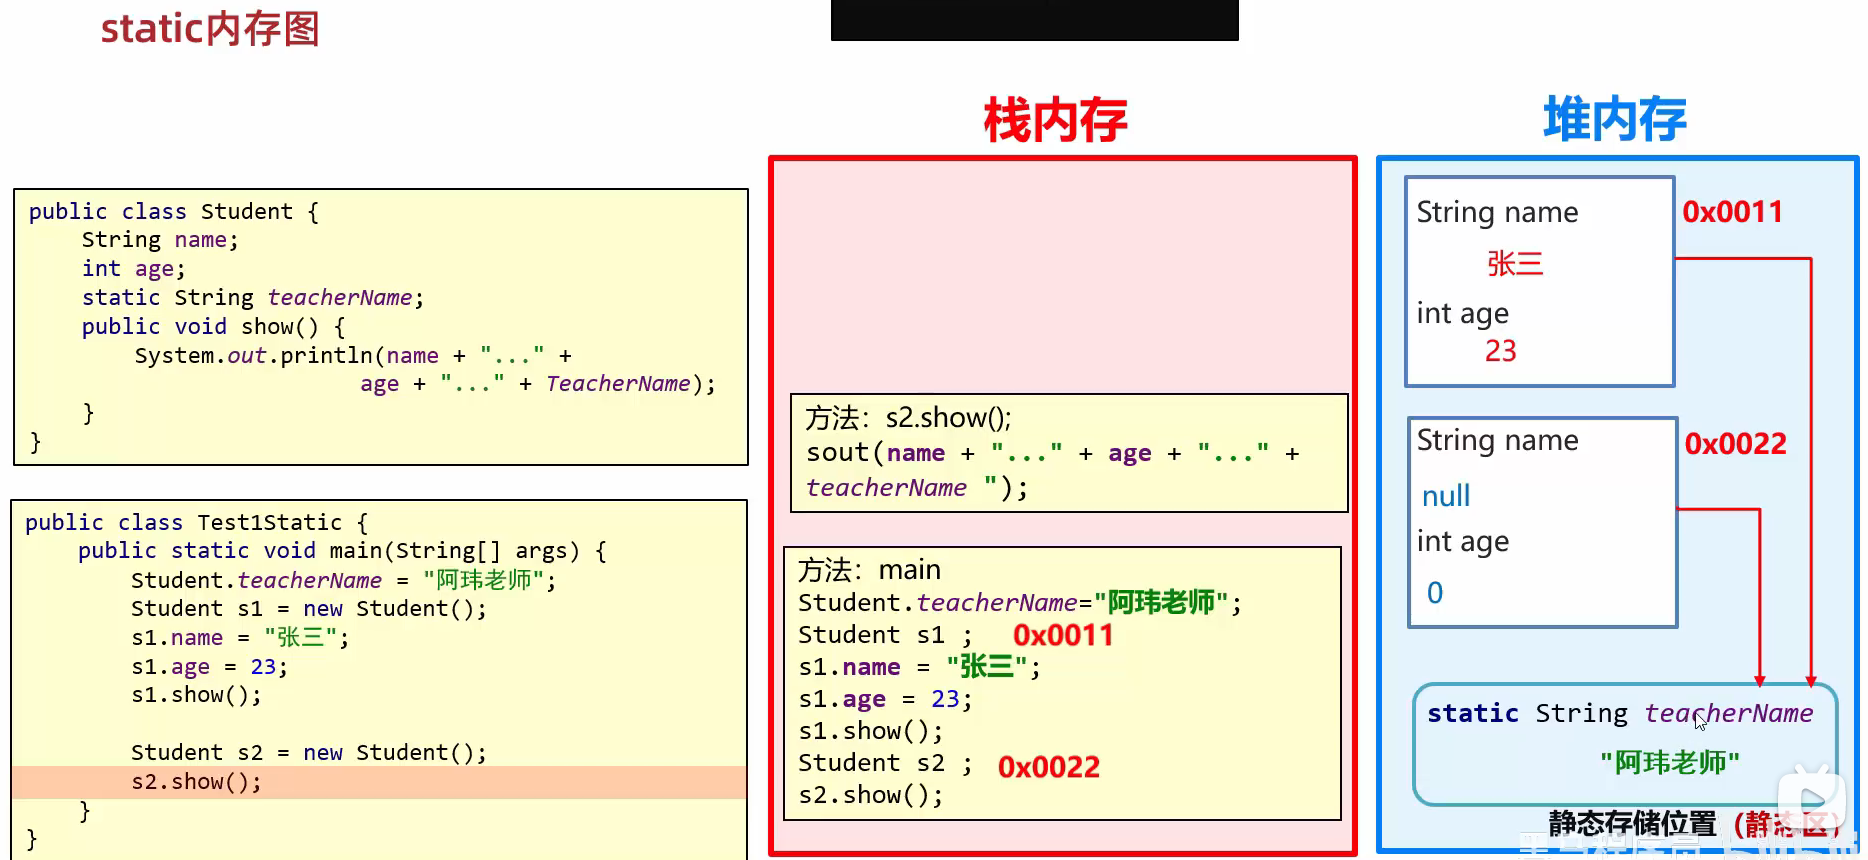 static内存图
栈内存
堆内存
public class Student {
String name;
int age;
static String teacherName;
public void show() {
System.out.println(name + "..." +
age + "..." + TeacherName);
}
}
public class Test1Static {
public static void main(String[] args) {
Student.teacherName = "阿玮老师";
Student s1 = new Student();
s1.name = "张三";
s1.age = 23;
s1.show();
Student s2 = new Student();
s2.show();
}
}
方法：s2.show();
sout(name + "..." + age + "..." +
teacherName ");
方法：main
Student.teacherName="阿玮老师";
Student s1 ; 0x0011
s1.name = "张三";
s1.age = 23;
s1.show();
Student s2 ; 0x0022
s2.show();
String name 0x0011
张三
int age
23
String name 0x0022
null
int age
0
static String teacherName
"阿玮老师"
静态存储位置（静态区）